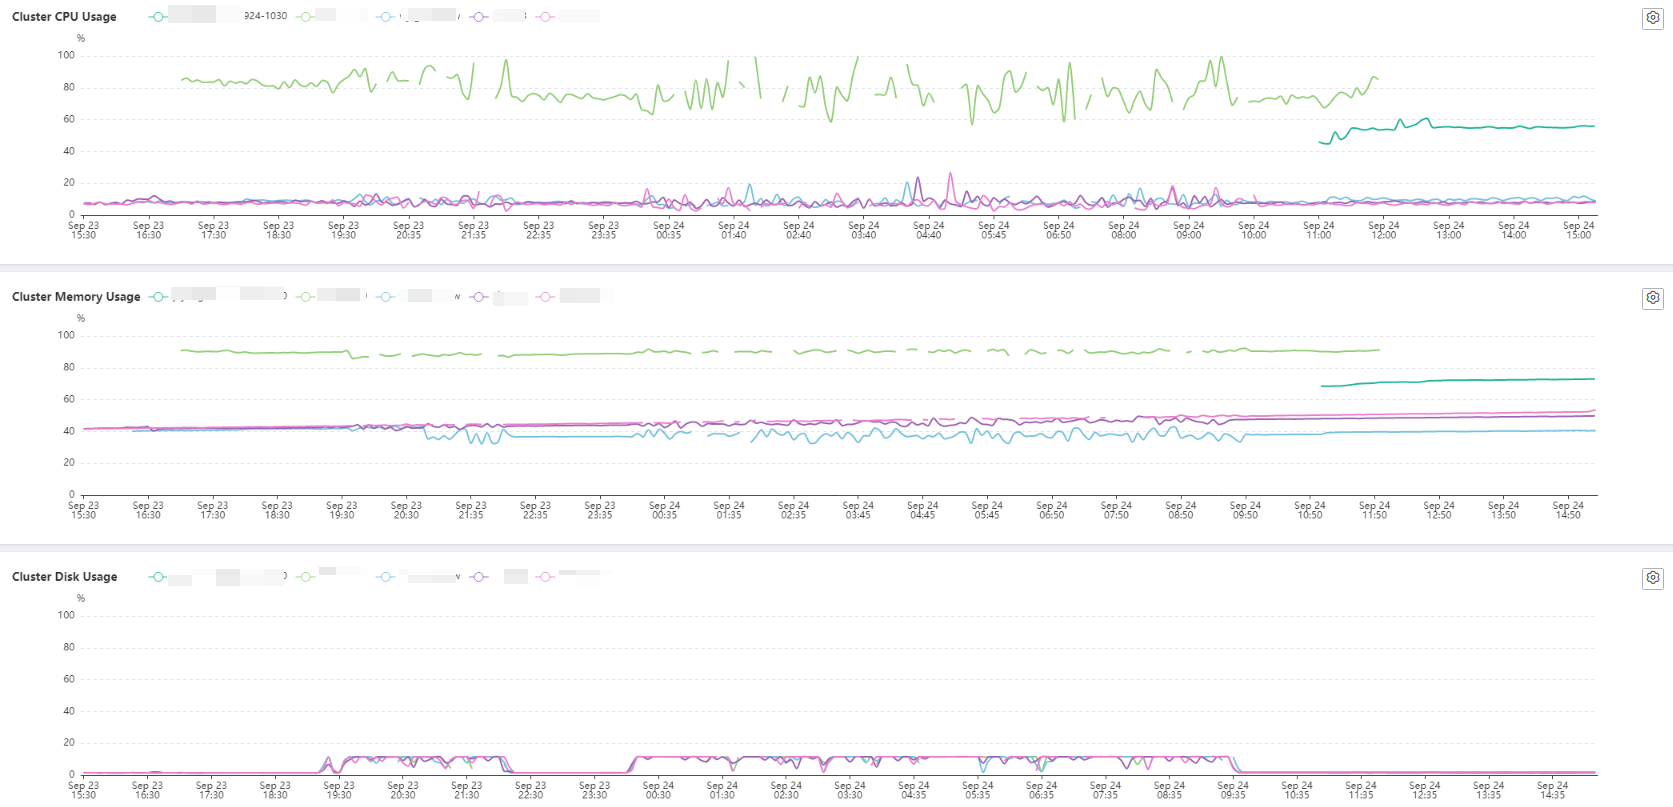 Cluster CPU Usage 924-1030
%
100
80
60
40
20
0
Sep 23 Sep 23 Sep 23 Sep 23 Sep 23 Sep 23 Sep 23 Sep 23 Sep 23 Sep 24 Sep 24 Sep 24 Sep 24 Sep 24 Sep 24 Sep 24 Sep 24 Sep 24 Sep 24 Sep 24 Sep 24 Sep 24 Sep 24 Sep 24
15:30 16:30 17:30 18:30 19:30 20:35 21:35 22:35 23:35 00:35 01:40 02:40 03:40 04:40 05:45 06:50 08:00 09:00 10:00 11:00 12:00 13:00 14:00 15:00
Cluster Memory Usage
%
100
80
60
40
20
0
Sep 23 Sep 23 Sep 23 Sep 23 Sep 23 Sep 23 Sep 23 Sep 23 Sep 23 Sep 24 Sep 24 Sep 24 Sep 24 Sep 24 Sep 24 Sep 24 Sep 24 Sep 24 Sep 24 Sep 24 Sep 24 Sep 24 Sep 24 Sep 24
15:30 16:30 17:30 18:30 19:30 20:30 21:35 22:35 23:35 00:35 01:35 02:35 03:45 04:45 05:45 06:50 07:50 08:50 09:50 10:50 11:50 12:50 13:50 14:50
Cluster Disk Usage
%
100
80
60
40
20
0
Sep 23 Sep 23 Sep 23 Sep 23 Sep 23 Sep 23 Sep 23 Sep 23 Sep 23 Sep 24 Sep 24 Sep 24 Sep 24 Sep 24 Sep 24 Sep 24 Sep 24 Sep 24 Sep 24 Sep 24 Sep 24 Sep 24 Sep 24 Sep 24
15:30 16:30 17:30 18:30 19:30 20:30 21:30 22:30 23:30 00:30 01:30 02:30 03:30 04:35 05:35 06:35 07:35 08:35 09:35 10:35 11:35 12:35 13:35 14:35